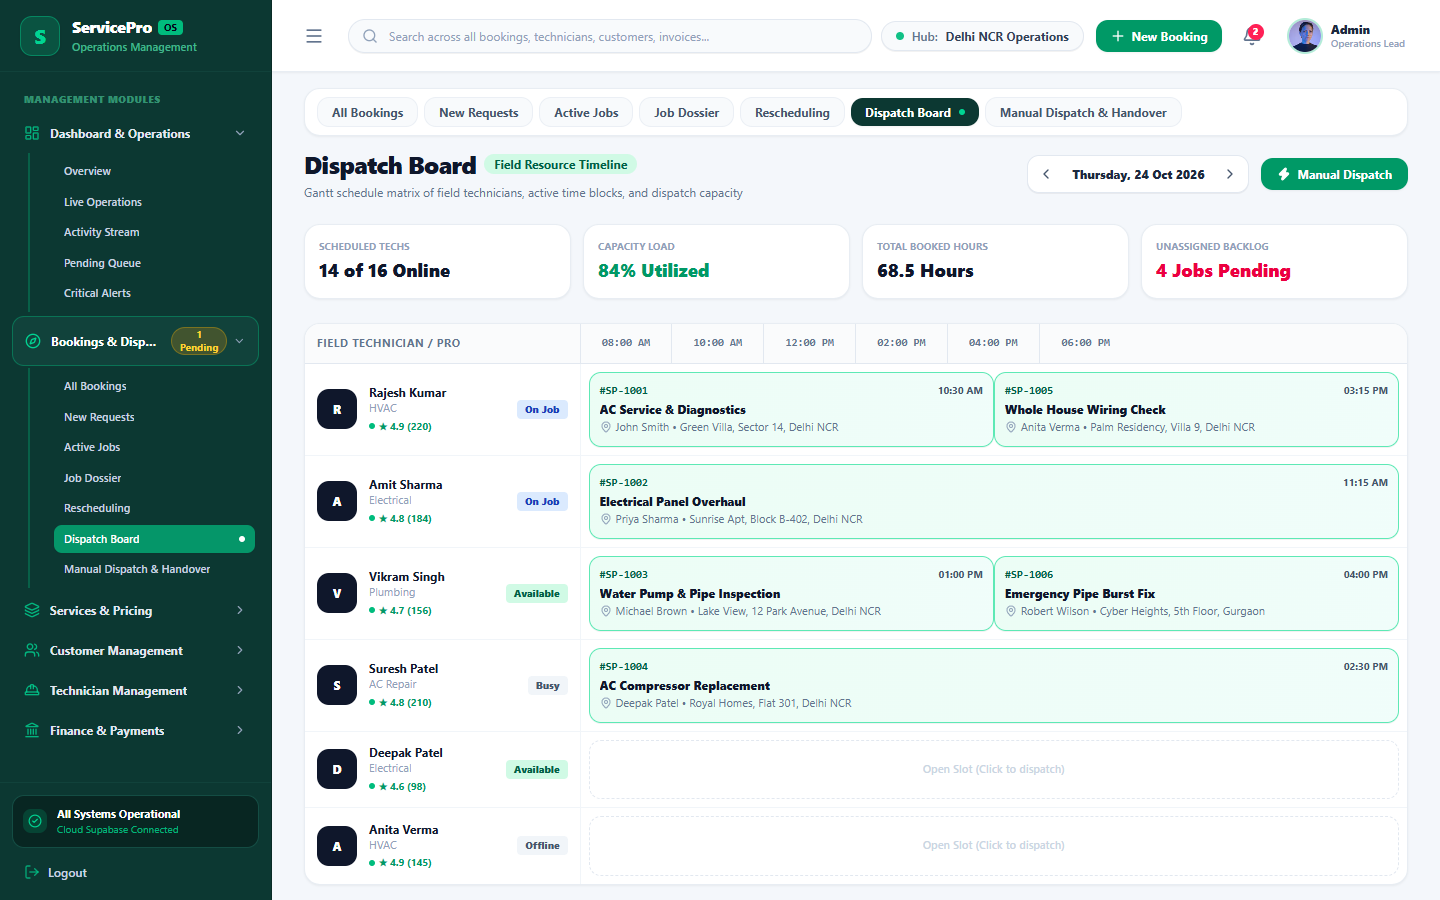 S
ServicePro OS
Operations Management
MANAGEMENT MODULES
Dashboard & Operations
Overview
Live Operations
Activity Stream
Pending Queue
Critical Alerts
Bookings & Disp...
1
Pending
All Bookings
New Requests
Active Jobs
Job Dossier
Rescheduling
Dispatch Board
Manual Dispatch & Handover
Services & Pricing
Customer Management
Technician Management
Finance & Payments
All Systems Operational
Cloud Supabase Connected
Logout
Search across all bookings, technicians, customers, invoices...
Hub: Delhi NCR Operations
New Booking
2
Admin
Operations Lead
All Bookings
New Requests
Active Jobs
Job Dossier
Rescheduling
Dispatch Board
Manual Dispatch & Handover
Dispatch Board
Field Resource Timeline
Gantt schedule matrix of field technicians, active time blocks, and dispatch capacity
Thursday, 24 Oct 2026
Manual Dispatch
SCHEDULED TECHS
14 of 16 Online
CAPACITY LOAD
84% Utilized
TOTAL BOOKED HOURS
68.5 Hours
UNASSIGNED BACKLOG
4 Jobs Pending
FIELD TECHNICIAN / PRO
08:00 AM
10:00 AM
12:00 PM
02:00 PM
04:00 PM
06:00 PM
R
Rajesh Kumar
HVAC
★ 4.9 (220)
On Job
#SP-1001
10:30 AM
AC Service & Diagnostics
John Smith • Green Villa, Sector 14, Delhi NCR
#SP-1005
03:15 PM
Whole House Wiring Check
Anita Verma • Palm Residency, Villa 9, Delhi NCR
A
Amit Sharma
Electrical
★ 4.8 (184)
On Job
#SP-1002
11:15 AM
Electrical Panel Overhaul
Priya Sharma • Sunrise Apt, Block B-402, Delhi NCR
V
Vikram Singh
Plumbing
★ 4.7 (156)
Available
#SP-1003
01:00 PM
Water Pump & Pipe Inspection
Michael Brown • Lake View, 12 Park Avenue, Delhi NCR
#SP-1006
04:00 PM
Emergency Pipe Burst Fix
Robert Wilson • Cyber Heights, 5th Floor, Gurgaon
S
Suresh Patel
AC Repair
★ 4.8 (210)
Busy
#SP-1004
02:30 PM
AC Compressor Replacement
Deepak Patel • Royal Homes, Flat 301, Delhi NCR
D
Deepak Patel
Electrical
★ 4.6 (98)
Available
Open Slot (Click to dispatch)
A
Anita Verma
HVAC
★ 4.9 (145)
Offline
Open Slot (Click to dispatch)